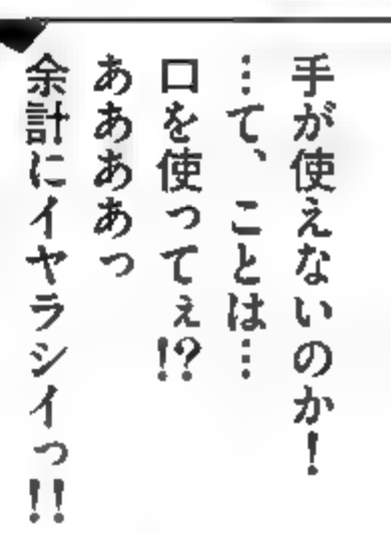 手が使えないのか!
…て、ことは…
口を使ってぇ!?
ああああっ
余計にイヤラシイっ!!